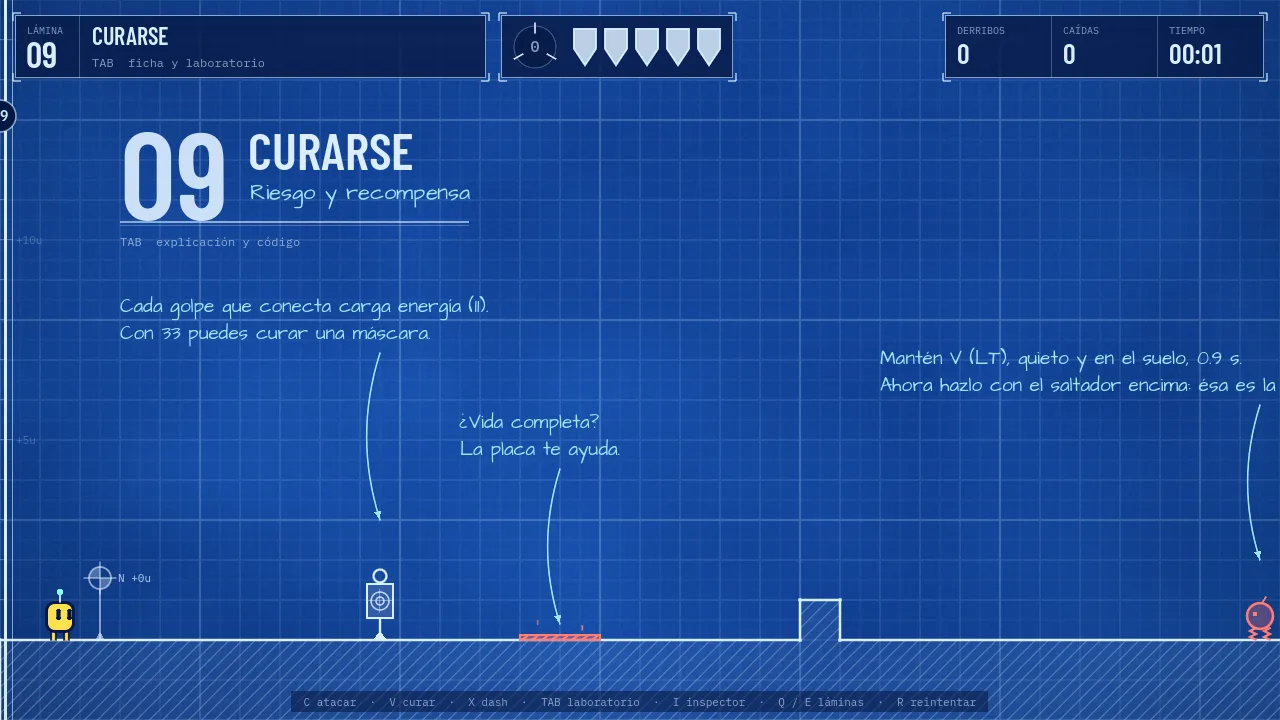 LÁMINA
09
CURARSE
TAB ficha y laboratorio
0
DERRIBOS
0
CAÍDAS
0
TIEMPO
00:01
9
09
CURARSE
Riesgo y recompensa
TAB explicación y código
+10u
Cada golpe que conecta carga energía (II).
Con 33 puedes curar una máscara.
Mantén V (LT), quieto y en el suelo, 0.9 s.
Ahora hazlo con el saltador encima: ésa es la
¿Vida completa?
La placa te ayuda.
+5u
N +0u
C atacar · V curar · X dash · TAB laboratorio · I inspector · Q / E láminas · R reintentar